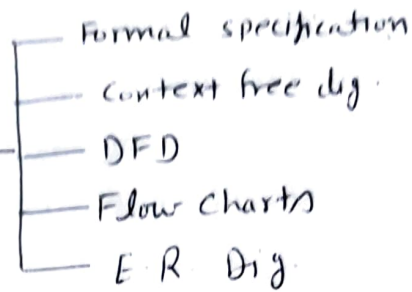 Formal specification
Context free dig.
DFD
Flow Charts
E. R. Dig.